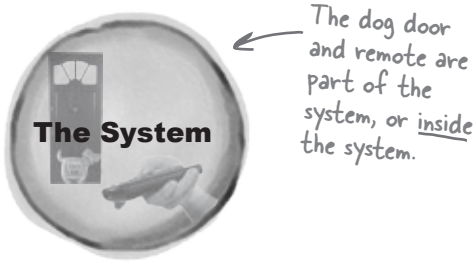 The System
The dog door
and remote are
part of the
system, or inside
the system.